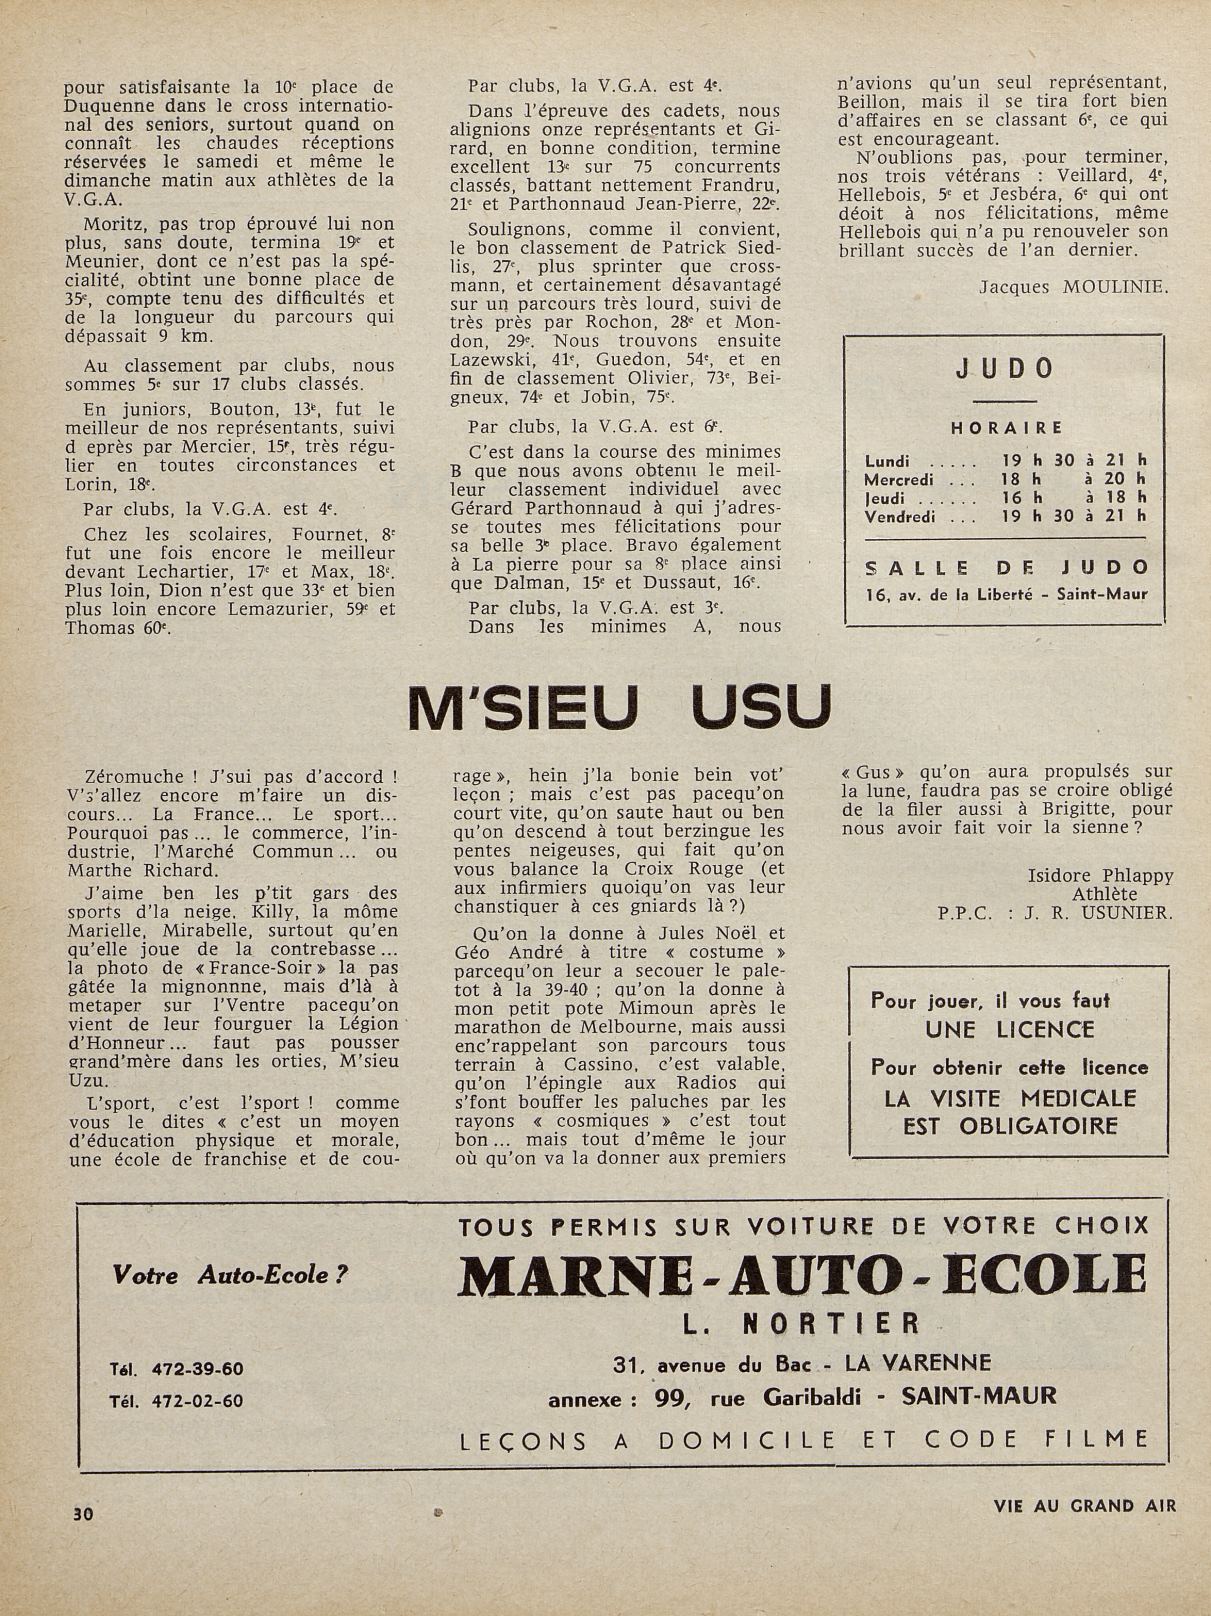 pour satisfaisante la 10e place de
Duquenne dans le cross internatio-
nal des seniors, surtout quand on
connaît les chaudes réceptions
réservées le samedi et même le
dimanche matin aux athlètes de la
V.G.A.
Moritz, pas trop éprouvé lui non
plus, sans doute, termina 19e et
Meunier, dont ce n'est pas la spé-
cialité, obtint une bonne place de
35e, compte tenu des difficultés et
de la longueur du parcours qui
dépassait 9 km.
Au classement par clubs, nous
sommes 5e sur 17 clubs classés.
En juniors, Bouton, 13e, fut le
meilleur de nos représentants, suivi
d eprès par Mercier, 15e, très régu-
lier en toutes circonstances et
Lorin, 18e.
Par clubs, la V.G.A. est 4e.
Chez les scolaires, Fournet, 8e
fut une fois encore le meilleur
devant Lechartier, 17e et Max, 18e.
Plus loin, Dion n'est que 33e et bien
plus loin encore Lemazurier, 59e et
Thomas 60e.
Par clubs, la V.G.A. est 4e.
Dans l'épreuve des cadets, nous
alignions onze représentants et Gi-
rard, en bonne condition, termine
excellent 13e sur 75 concurrents
classés, battant nettement Frandru,
21e et Parthonnaud Jean-Pierre, 22e.
Soulignons, comme il convient,
le bon classement de Patrick Sied-
lis, 27e, plus sprinter que cross-
mann, et certainement désavantagé
sur un parcours très lourd, suivi de
très près par Rochon, 28e et Mon-
don, 29e. Nous trouvons ensuite
Lazewski, 41e, Guedon, 54e, et en
fin de classement Olivier, 73e, Bei-
gneux, 74e et Jobin, 75e.
Par clubs, la V.G.A. est 6e.
C'est dans la course des minimes
B que nous avons obtenu le meil-
leur classement individuel avec
Gérard Parthonnaud à qui j'adres-
se toutes mes félicitations pour
sa belle 3e place. Bravo également
à La pierre pour sa 8e place ainsi
que Dalman, 15e et Dussaut, 16e.
Par clubs, la V.G.A. est 3e.
Dans les minimes A, nous
n'avions qu'un seul représentant,
Beillon, mais il se tira fort bien
d'affaires en se classant 6e, ce qui
est encourageant.
N'oublions pas, pour terminer,
nos trois vétérans : Veillard, 4e,
Hellebois, 5e et Jesbéra, 6e qui ont
déoit à nos félicitations, même
Hellebois qui n'a pu renouveler son
brillant succès de l'an dernier.
Jacques MOULINIE.
JUDO
HORAIRE
Lundi ..... 19 h 30 à 21 h
Mercredi ... 18 h à 20 h
Jeudi ...... 16 h à 18 h
Vendredi ... 19 h 30 à 21 h
SALLE DE JUDO
16, av. de la Liberté - Saint-Maur
M'SIEU USU
Zéromuche ! J'sui pas d'accord !
V's'allez encore m'faire un dis-
cours... La France... Le sport...
Pourquoi pas ... le commerce, l'in-
dustrie, l'Marché Commun ... ou
Marthe Richard.
J'aime ben les p'tit gars des
sports d'la neige, Killy, la môme
Marielle, Mirabelle, surtout qu'en
qu'elle joue de la contrebasse ...
la photo de « France-Soir » la pas
gâtée la mignonnne, mais d'là à
metaper sur l'Ventre pacequ'on
vient de leur fourguer la Légion
d'Honneur ... faut pas pousser
grand'mère dans les orties, M'sieu
Uzu.
L'sport, c'est l'sport ! comme
vous le dites « c'est un moyen
d'éducation physique et morale,
une école de franchise et de cou-
rage », hein j'la bonie bein vot'
leçon ; mais c'est pas pacequ'on
court vite, qu'on saute haut ou ben
qu'on descend à tout berzingue les
pentes neigeuses, qui fait qu'on
vous balance la Croix Rouge (et
aux infirmiers quoiqu'on vas leur
chanstiquer à ces gniards là ?)
Qu'on la donne à Jules Noël et
Géo André à titre « costume »
parcequ'on leur a secouer le pale-
tot à la 39-40 ; qu'on la donne à
mon petit pote Mimoun après le
marathon de Melbourne, mais aussi
enc'rappelant son parcours tous
terrain à Cassino, c'est valable,
qu'on l'épingle aux Radios qui
s'font bouffer les paluches par les
rayons « cosmiques » c'est tout
bon ... mais tout d'même le jour
où qu'on va la donner aux premiers
« Gus » qu'on aura propulsés sur
la lune, faudra pas se croire obligé
de la filer aussi à Brigitte, pour
nous avoir fait voir la sienne ?
Isidore Phlappy
Athlète
P.P.C. : J. R. USUNIER.
Pour jouer, il vous faut
UNE LICENCE
Pour obtenir cette licence
LA VISITE MEDICALE
EST OBLIGATOIRE
Votre Auto-Ecole ?
Tél. 472-39-60
Tél. 472-02-60
TOUS PERMIS SUR VOITURE DE VOTRE CHOIX
MARNE - AUTO - ECOLE
L. NORTIER
31, avenue du Bac - LA VARENNE
annexe : 99, rue Garibaldi - SAINT-MAUR
LEÇONS A DOMICILE ET CODE FILME
30
VIE AU GRAND AIR